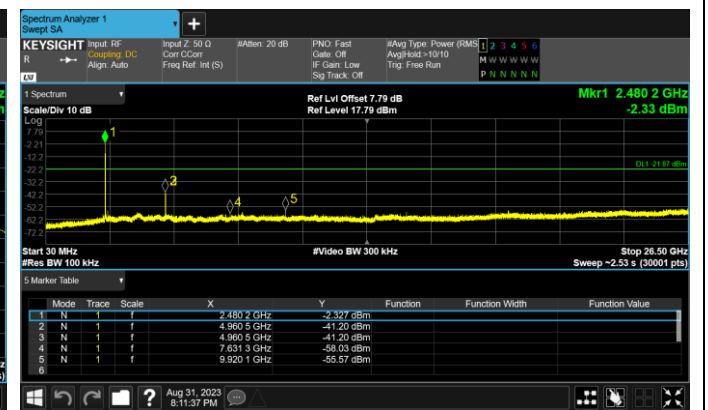 Spectrum Analyzer 1
Swept SA
+
KEYSIGHT Input: RF Input Z: 50 Ω #Atten: 20 dB PNO: Fast #Avg Type: Power (RMS 1 2 3 4 5 6
R Coupling: DC Corr CCorr Gate: Off Avg|Hold:>10/10 M W W W W W
Align: Auto Freq Ref: Int (S) IF Gain: Low Trig: Free Run
LXI Sig Track: Off P N N N N N
1 Spectrum Ref Lvl Offset 7.79 dB Mkr1 2.480 2 GHz
Scale/Div 10 dB Ref Level 17.79 dBm -2.33 dBm
Log
7.79 1
-2.21
-12.2
-22.2 DL1 -21.87 dBm
-32.2 2
-42.2
-52.2 4 5
-62.2
-72.2
Start 30 MHz #Video BW 300 kHz Stop 26.50 GHz
#Res BW 100 kHz Sweep ~2.53 s (30001 pts)
5 Marker Table
Mode Trace Scale X Y Function Function Width Function Value
1 N 1 f 2.480 2 GHz -2.327 dBm
2 N 1 f 4.960 5 GHz -41.20 dBm
3 N 1 f 4.960 5 GHz -41.20 dBm
4 N 1 f 7.631 3 GHz -58.03 dBm
5 N 1 f 9.920 1 GHz -55.57 dBm
6
? Aug 31, 2023
8:11:37 PM